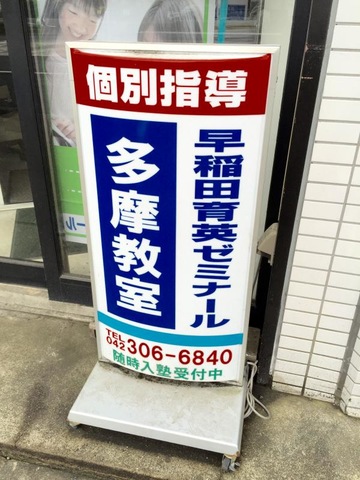 個別指導
早稲田育英ゼミナール
多摩教室
TEL
042 306-6840
随時入塾受付中